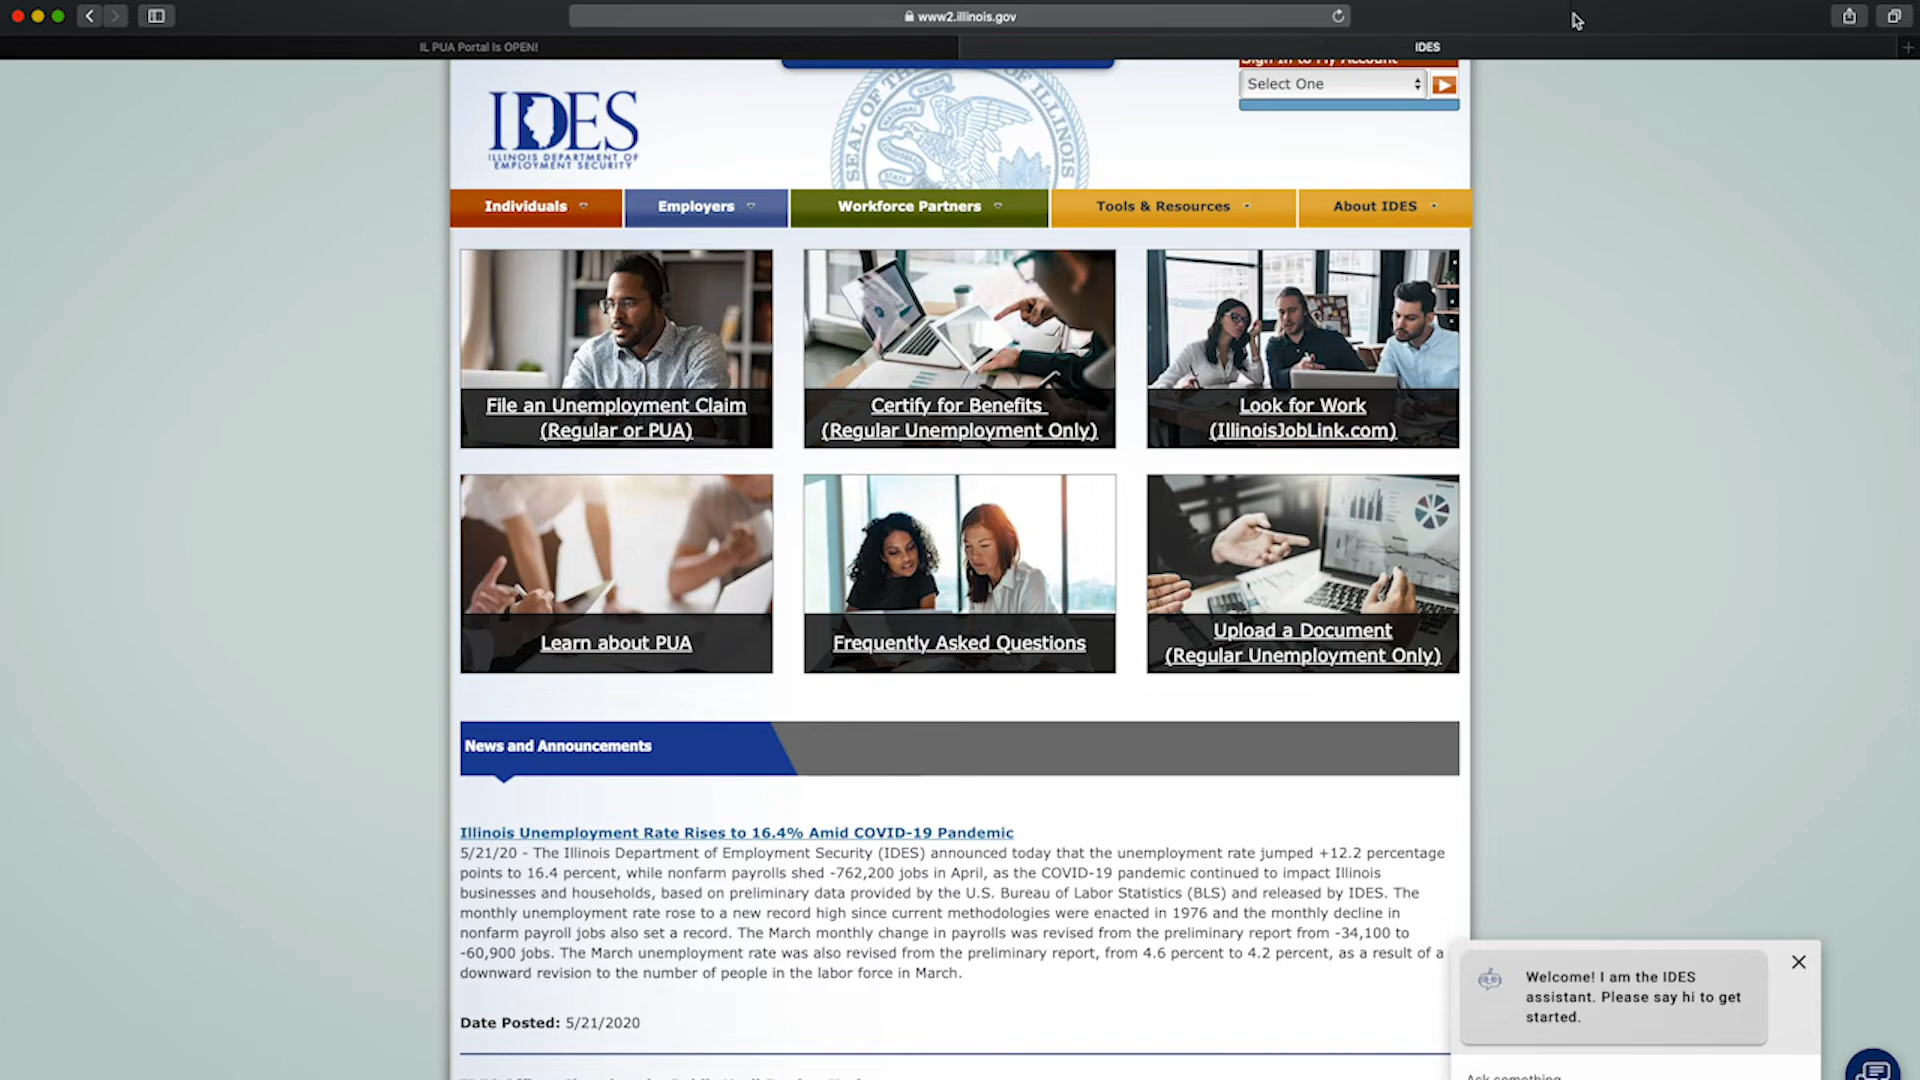 www2.illinois.gov
IL PUA Portal is OPEN!
IDES
Sign In to My Account
Select One
IDES
ILLINOIS DEPARTMENT OF
EMPLOYMENT SECURITY
SEAL OF THE
OF ILLINOIS
Individuals
Employers
Workforce Partners
Tools & Resources
About IDES
File an Unemployment Claim
(Regular or PUA)
Certify for Benefits
(Regular Unemployment Only)
Look for Work
(IllinoisJobLink.com)
Learn about PUA
Frequently Asked Questions
Upload a Document
(Regular Unemployment Only)
News and Announcements
Illinois Unemployment Rate Rises to 16.4% Amid COVID-19 Pandemic
5/21/20 - The Illinois Department of Employment Security (IDES) announced today that the unemployment rate jumped +12.2 percentage
points to 16.4 percent, while nonfarm payrolls shed -762,200 jobs in April, as the COVID-19 pandemic continued to impact Illinois
businesses and households, based on preliminary data provided by the U.S. Bureau of Labor Statistics (BLS) and released by IDES. The
monthly unemployment rate rose to a new record high since current methodologies were enacted in 1976 and the monthly decline in
nonfarm payroll jobs also set a record. The March monthly change in payrolls was revised from the preliminary report from -34,100 to
-60,900 jobs. The March unemployment rate was also revised from the preliminary report, from 4.6 percent to 4.2 percent, as a result of a
downward revision to the number of people in the labor force in March.
Date Posted: 5/21/2020
Welcome! I am the IDES
assistant. Please say hi to get
started.
Ask something